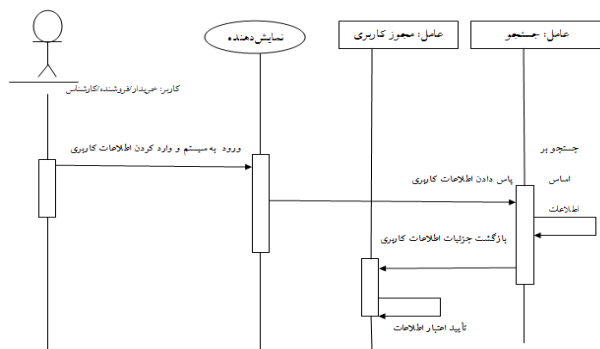 نمایش‌دهنده
عامل: مجوز کاربری
عامل: جستجو
کاربر: خریدار/فروشنده/کارشناس
ورود به سیستم و وارد کردن اطلاعات کاربری
جستجو بر
اساس
اطلاعات
پاس دادن اطلاعات کاربری
بازگشت جزئیات اطلاعات کاربری
تأیید اعتبار اطلاعات